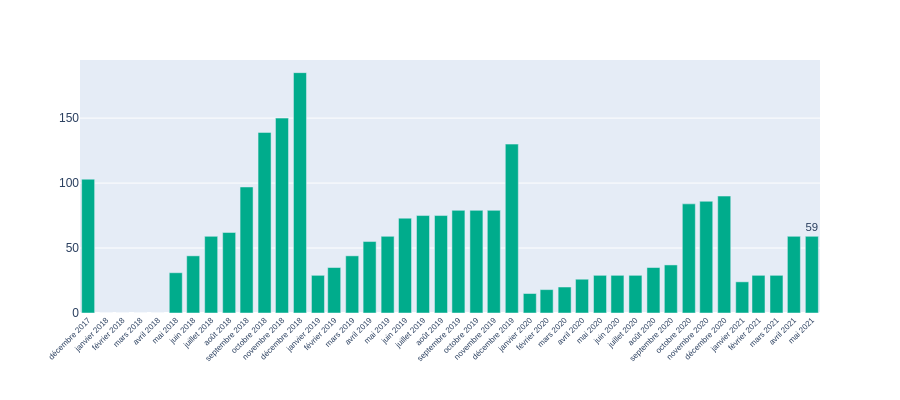 150
100
50
0
59
décembre 2017
janvier 2018
février 2018
mars 2018
avril 2018
mai 2018
juin 2018
juillet 2018
août 2018
septembre 2018
octobre 2018
novembre 2018
décembre 2018
janvier 2019
février 2019
mars 2019
avril 2019
mai 2019
juin 2019
juillet 2019
août 2019
septembre 2019
octobre 2019
novembre 2019
décembre 2019
janvier 2020
février 2020
mars 2020
avril 2020
mai 2020
juin 2020
juillet 2020
août 2020
septembre 2020
octobre 2020
novembre 2020
décembre 2020
janvier 2021
février 2021
mars 2021
avril 2021
mai 2021